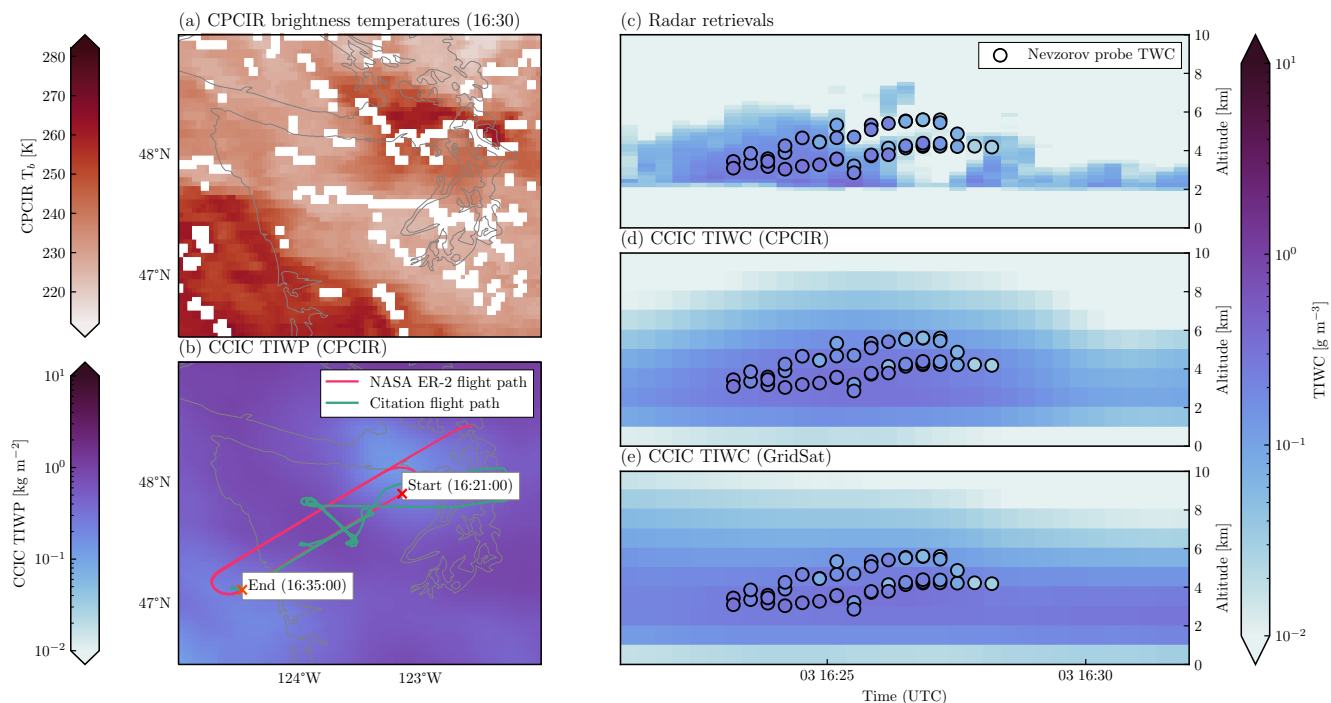 (a) CPCIR brightness temperatures (16:30)
280
270
260
250
240
230
220
CPCIR T_b [K]
48°N
47°N
(b) CCIC TIWP (CPCIR)
NASA ER-2 flight path
Citation flight path
Start (16:21:00)
End (16:35:00)
10^1
10^0
10^−1
10^−2
CCIC TIWP [kg m^−2]
48°N
47°N
124°W
123°W
(c) Radar retrievals
Nevzorov probe TWC
10
8
6
4
2
0
Altitude [km]
(d) CCIC TIWC (CPCIR)
10
8
6
4
2
0
Altitude [km]
(e) CCIC TIWC (GridSat)
10
8
6
4
2
0
Altitude [km]
03 16:25
03 16:30
Time (UTC)
10^1
10^0
10^−1
10^−2
TIWC [g m^−3]